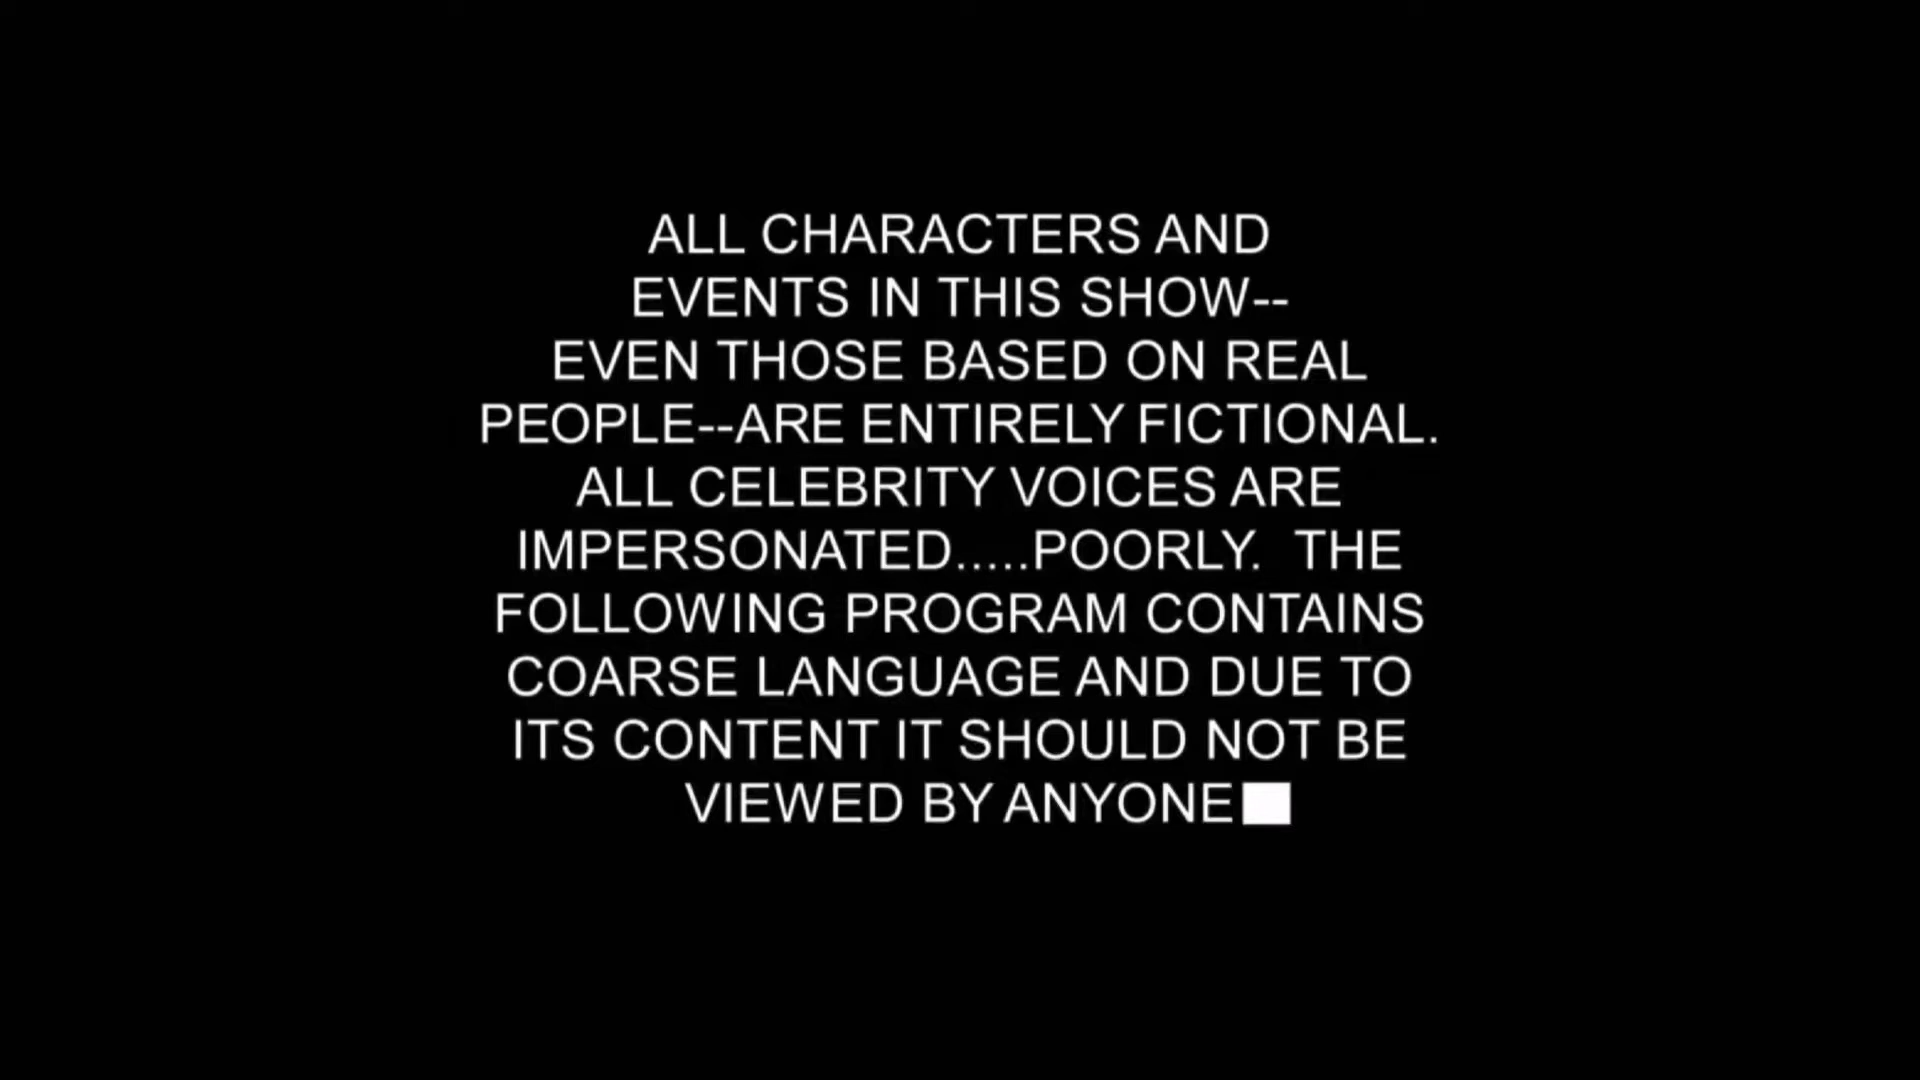 ALL CHARACTERS AND
EVENTS IN THIS SHOW--
EVEN THOSE BASED ON REAL
PEOPLE--ARE ENTIRELY FICTIONAL.
ALL CELEBRITY VOICES ARE
IMPERSONATED.....POORLY.  THE
FOLLOWING PROGRAM CONTAINS
COARSE LANGUAGE AND DUE TO
ITS CONTENT IT SHOULD NOT BE
VIEWED BY ANYONE